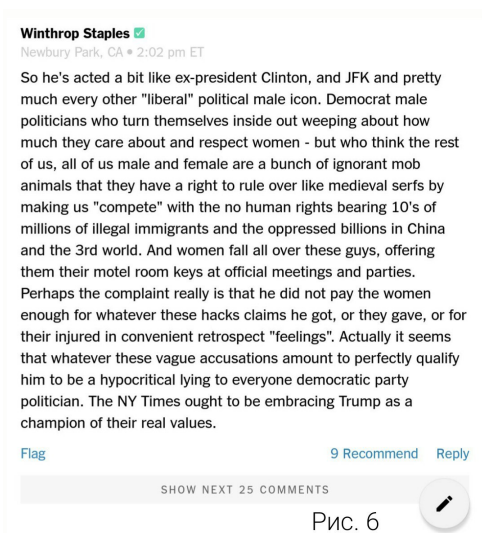 Winthrop Staples
Newbury Park, CA • 2:02 pm ET
So he's acted a bit like ex-president Clinton, and JFK and pretty
much every other "liberal" political male icon. Democrat male
politicians who turn themselves inside out weeping about how
much they care about and respect women - but who think the rest
of us, all of us male and female are a bunch of ignorant mob
animals that they have a right to rule over like medieval serfs by
making us "compete" with the no human rights bearing 10's of
millions of illegal immigrants and the oppressed billions in China
and the 3rd world. And women fall all over these guys, offering
them their motel room keys at official meetings and parties.
Perhaps the complaint really is that he did not pay the women
enough for whatever these hacks claims he got, or they gave, or for
their injured in convenient retrospect "feelings". Actually it seems
that whatever these vague accusations amount to perfectly qualify
him to be a hypocritical lying to everyone democratic party
politician. The NY Times ought to be embracing Trump as a
champion of their real values.
Flag 9 Recommend Reply
SHOW NEXT 25 COMMENTS
Рис. 6